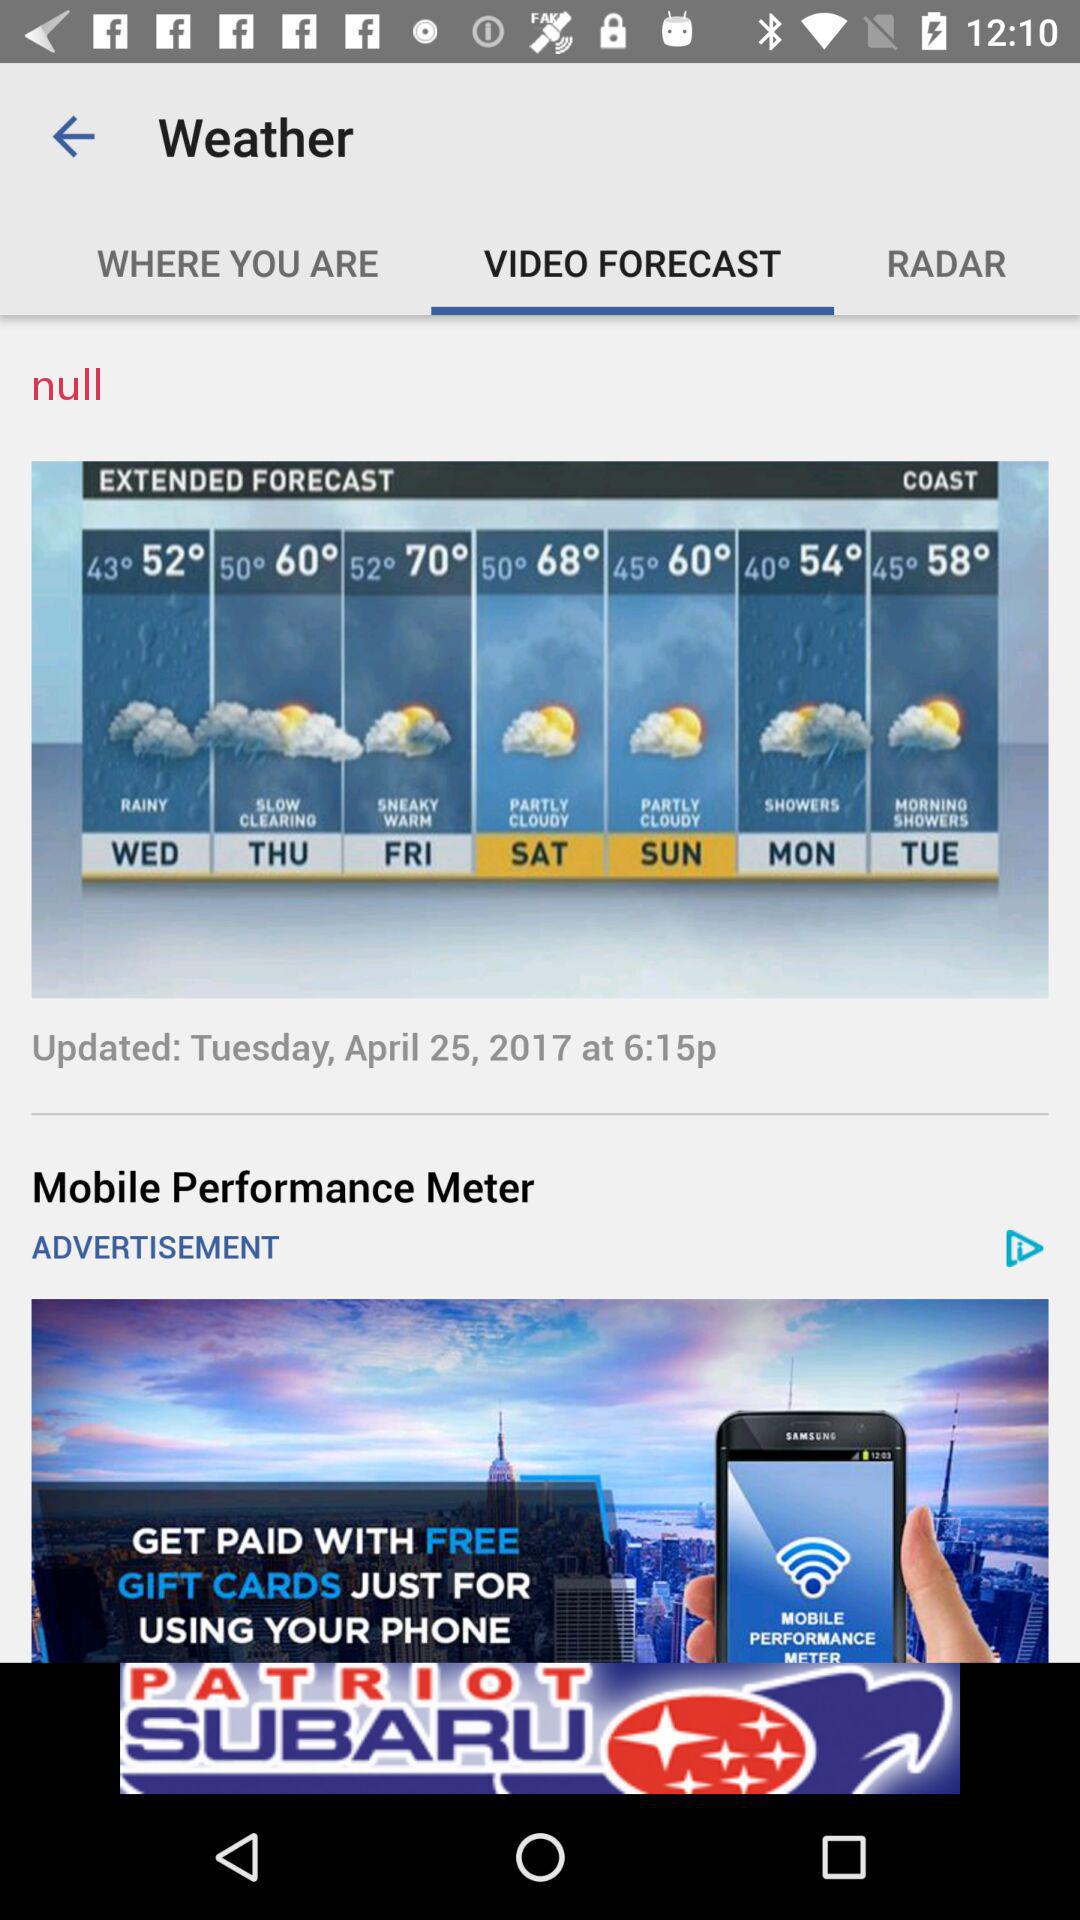 FAKE 12:10
Weather
WHERE YOU ARE VIDEO FORECAST RADAR
null
EXTENDED FORECAST COAST
43° 52° 50° 60° 52° 70° 50° 68° 45° 60° 40° 54° 45° 58°
RAINY SLOW CLEARING SNEAKY WARM PARTLY CLOUDY PARTLY CLOUDY SHOWERS MORNING SHOWERS
WED THU FRI SAT SUN MON TUE
Updated: Tuesday, April 25, 2017 at 6:15p
Mobile Performance Meter
ADVERTISEMENT
SAMSUNG
12:03
GET PAID WITH FREE
GIFT CARDS JUST FOR
USING YOUR PHONE
MOBILE
PERFORMANCE
METER
PATRIOT
SUBARU